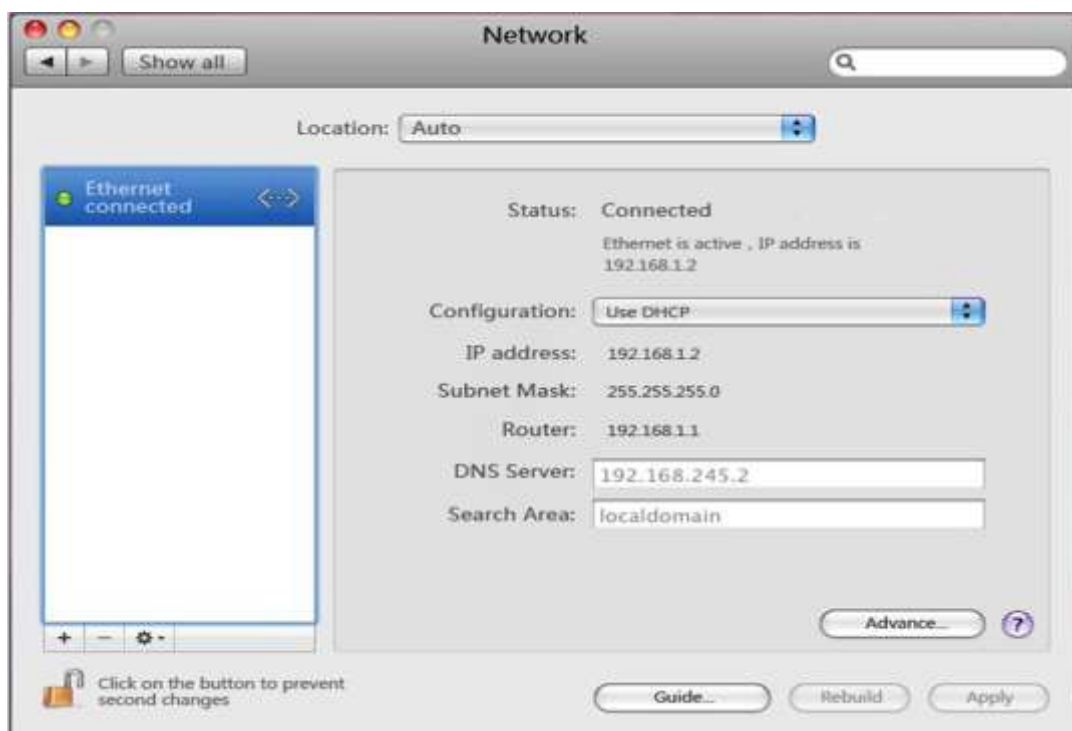 Network
Show all
Location: Auto
Ethernet
connected
Status: Connected
Ethernet is active , IP address is
192.168.1.2
Configuration: Use DHCP
IP address: 192.168.1.2
Subnet Mask: 255.255.255.0
Router: 192.168.1.1
DNS Server: 192.168.245.2
Search Area: localdomain
Advance...
?
Click on the button to prevent
second changes
Guide...
Rebuild
Apply